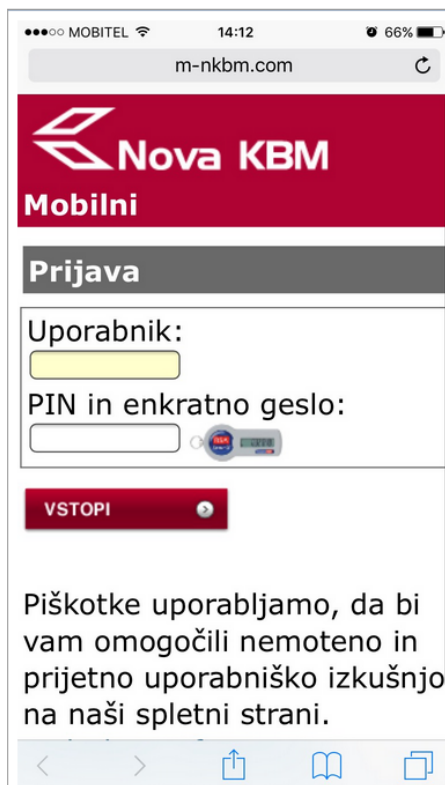 MOBITEL 14:12 66%
m-nkbm.com
Nova KBM
Mobilni
Prijava
Uporabnik:
PIN in enkratno geslo:
VSTOPI
Piškotke uporabljamo, da bi
vam omogočili nemoteno in
prijetno uporabniško izkušnjo
na naši spletni strani.